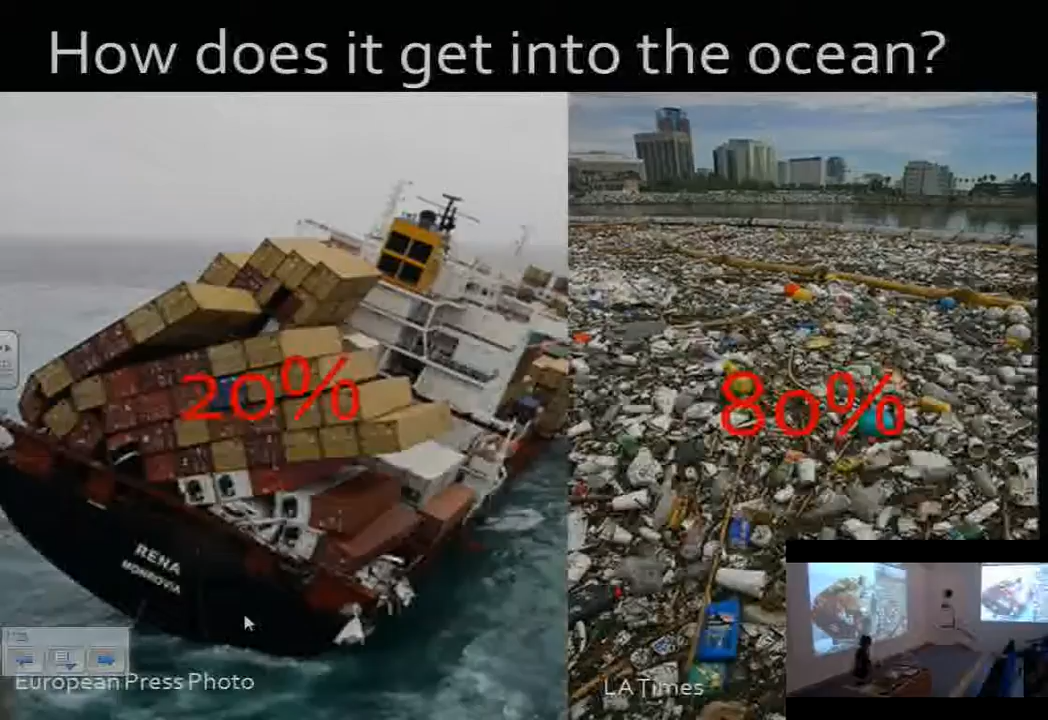 How does it get into the ocean?
20%
80%
RENA
MONROVIA
European Press Photo
LA Times